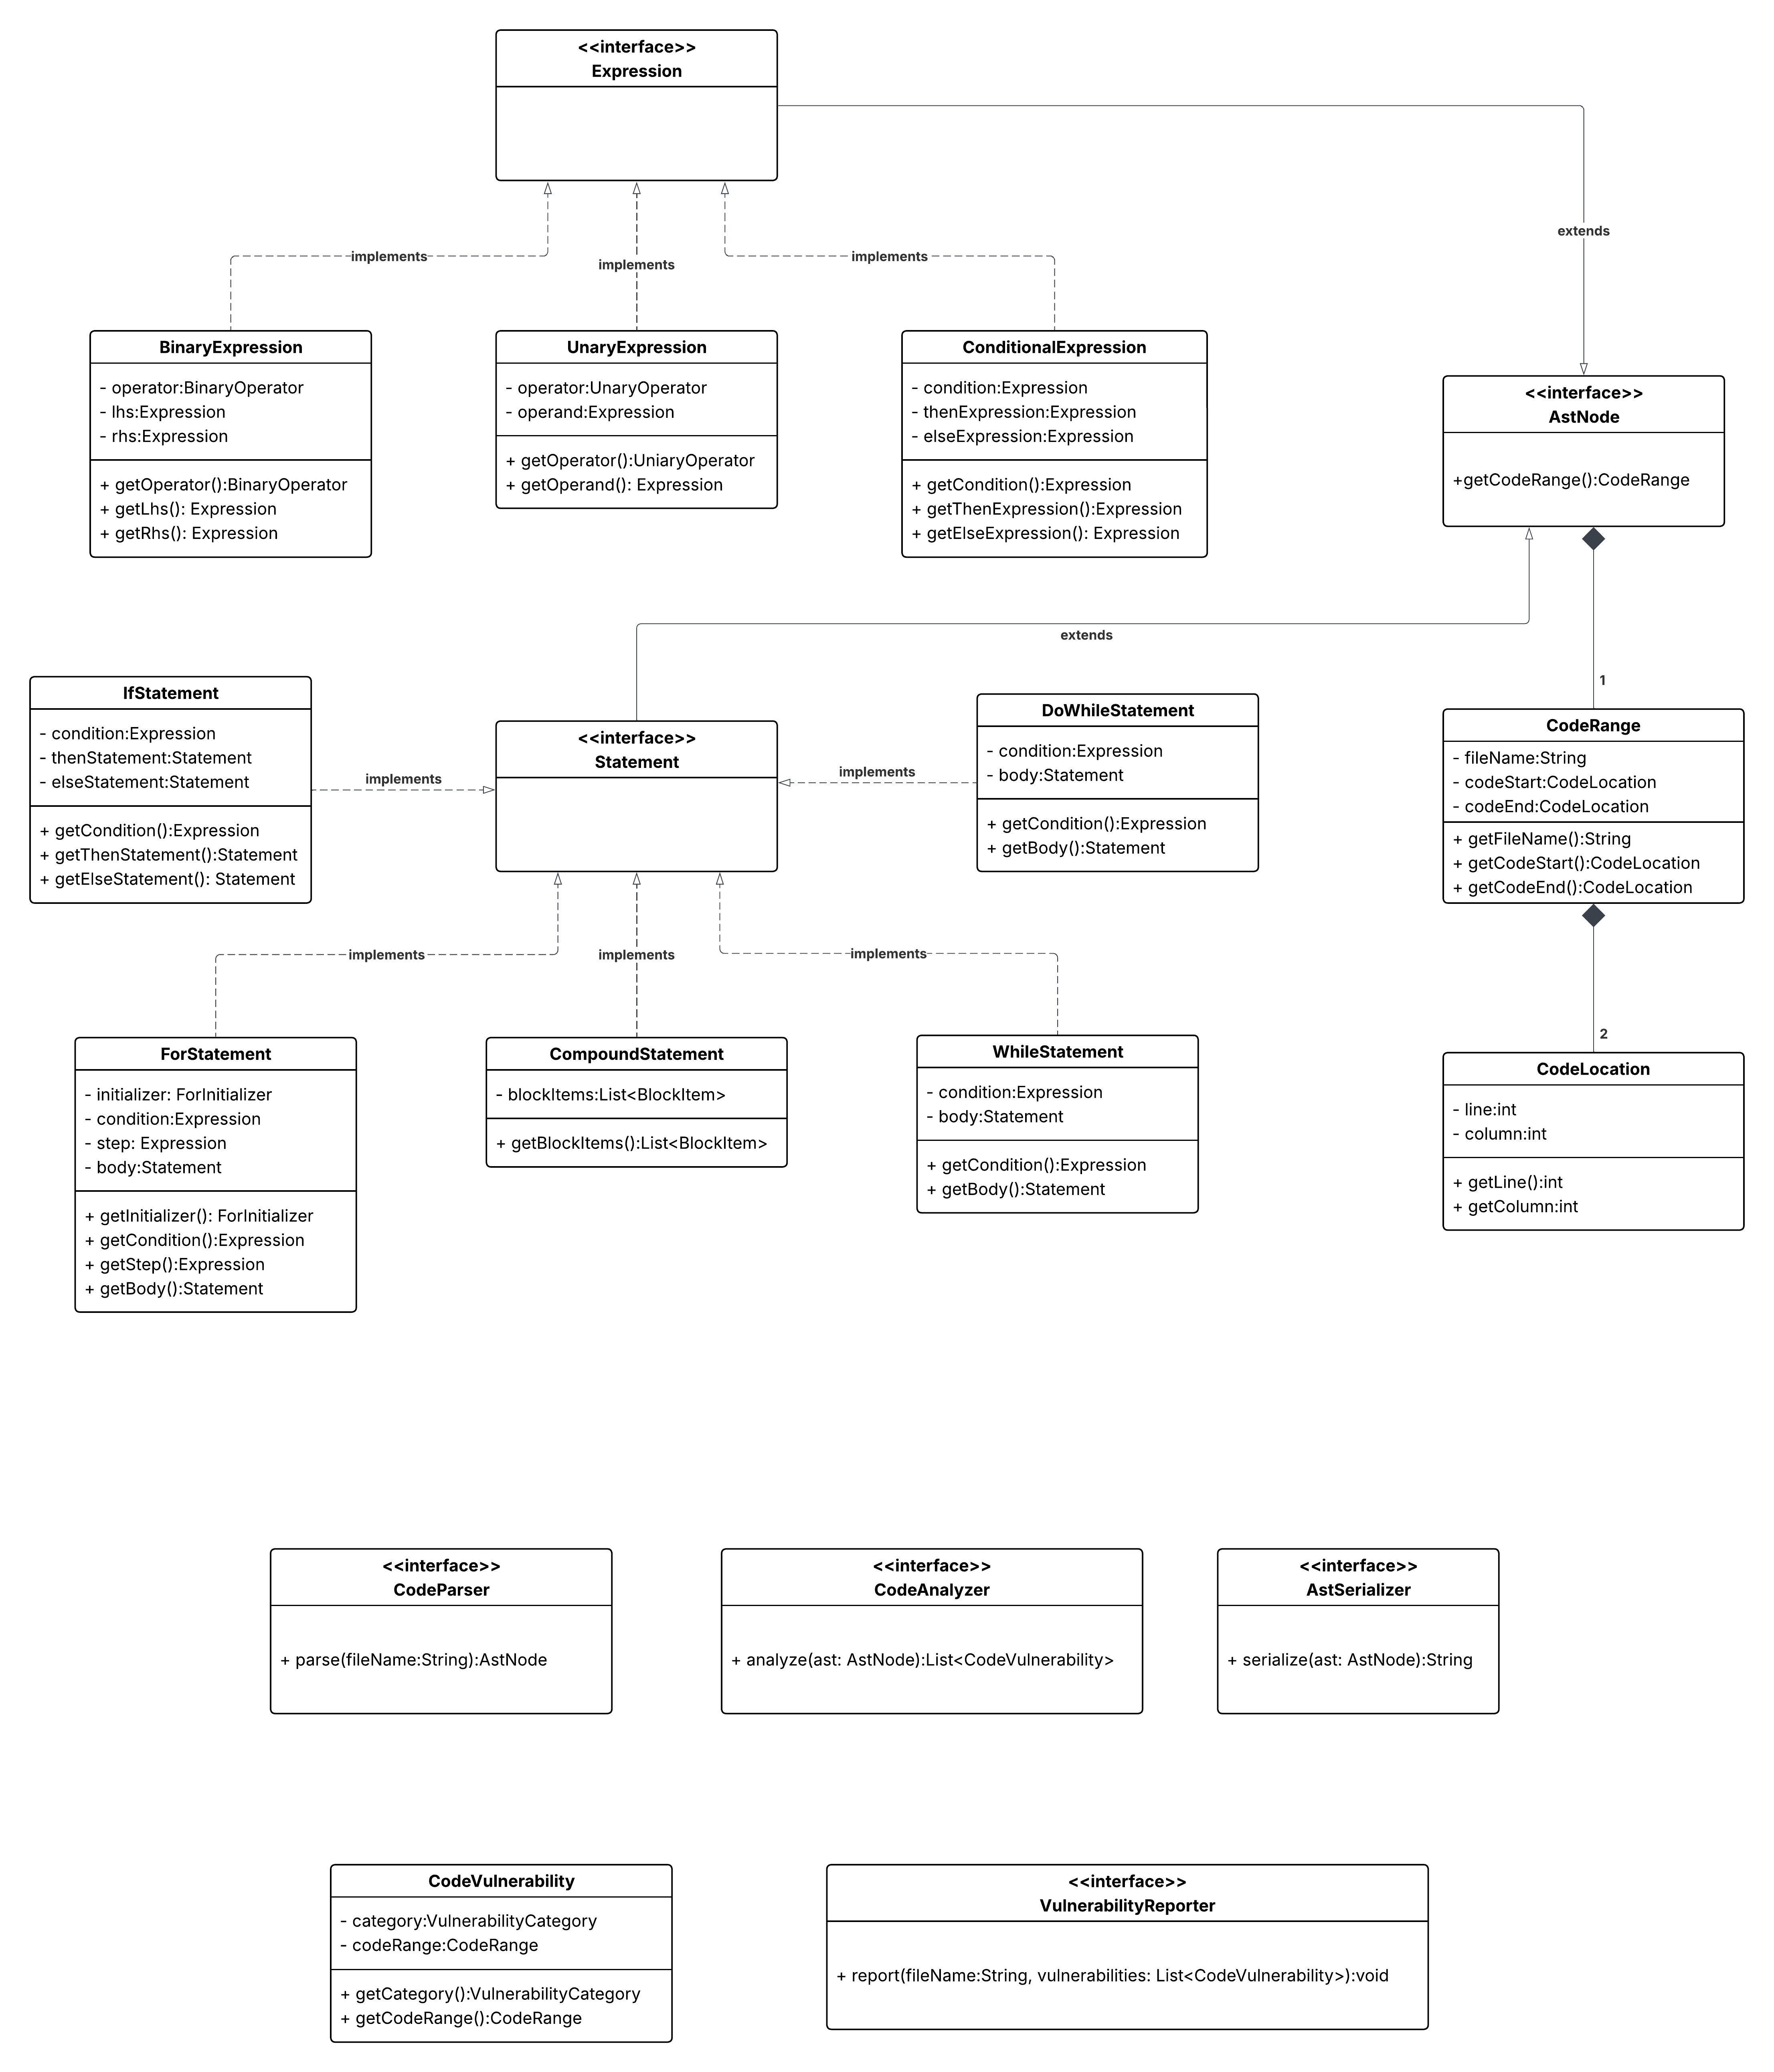 <<interface>>
Expression
extends
implements
implements
implements
BinaryExpression
- operator:BinaryOperator
- lhs:Expression
- rhs:Expression
+ getOperator():BinaryOperator
+ getLhs(): Expression
+ getRhs(): Expression
UnaryExpression
- operator:UnaryOperator
- operand:Expression
+ getOperator():UniaryOperator
+ getOperand(): Expression
ConditionalExpression
- condition:Expression
- thenExpression:Expression
- elseExpression:Expression
+ getCondition():Expression
+ getThenExpression():Expression
+ getElseExpression(): Expression
<<interface>>
AstNode
+getCodeRange():CodeRange
extends
1
IfStatement
- condition:Expression
- thenStatement:Statement
- elseStatement:Statement
+ getCondition():Expression
+ getThenStatement():Statement
+ getElseStatement(): Statement
implements
<<interface>>
Statement
implements
DoWhileStatement
- condition:Expression
- body:Statement
+ getCondition():Expression
+ getBody():Statement
CodeRange
- fileName:String
- codeStart:CodeLocation
- codeEnd:CodeLocation
+ getFileName():String
+ getCodeStart():CodeLocation
+ getCodeEnd():CodeLocation
implements
implements
implements
2
ForStatement
- initializer: ForInitializer
- condition:Expression
- step: Expression
- body:Statement
+ getInitializer(): ForInitializer
+ getCondition():Expression
+ getStep():Expression
+ getBody():Statement
CompoundStatement
- blockItems:List<BlockItem>
+ getBlockItems():List<BlockItem>
WhileStatement
- condition:Expression
- body:Statement
+ getCondition():Expression
+ getBody():Statement
CodeLocation
- line:int
- column:int
+ getLine():int
+ getColumn:int
<<interface>>
CodeParser
+ parse(fileName:String):AstNode
<<interface>>
CodeAnalyzer
+ analyze(ast: AstNode):List<CodeVulnerability>
<<interface>>
AstSerializer
+ serialize(ast: AstNode):String
CodeVulnerability
- category:VulnerabilityCategory
- codeRange:CodeRange
+ getCategory():VulnerabilityCategory
+ getCodeRange():CodeRange
<<interface>>
VulnerabilityReporter
+ report(fileName:String, vulnerabilities: List<CodeVulnerability>):void